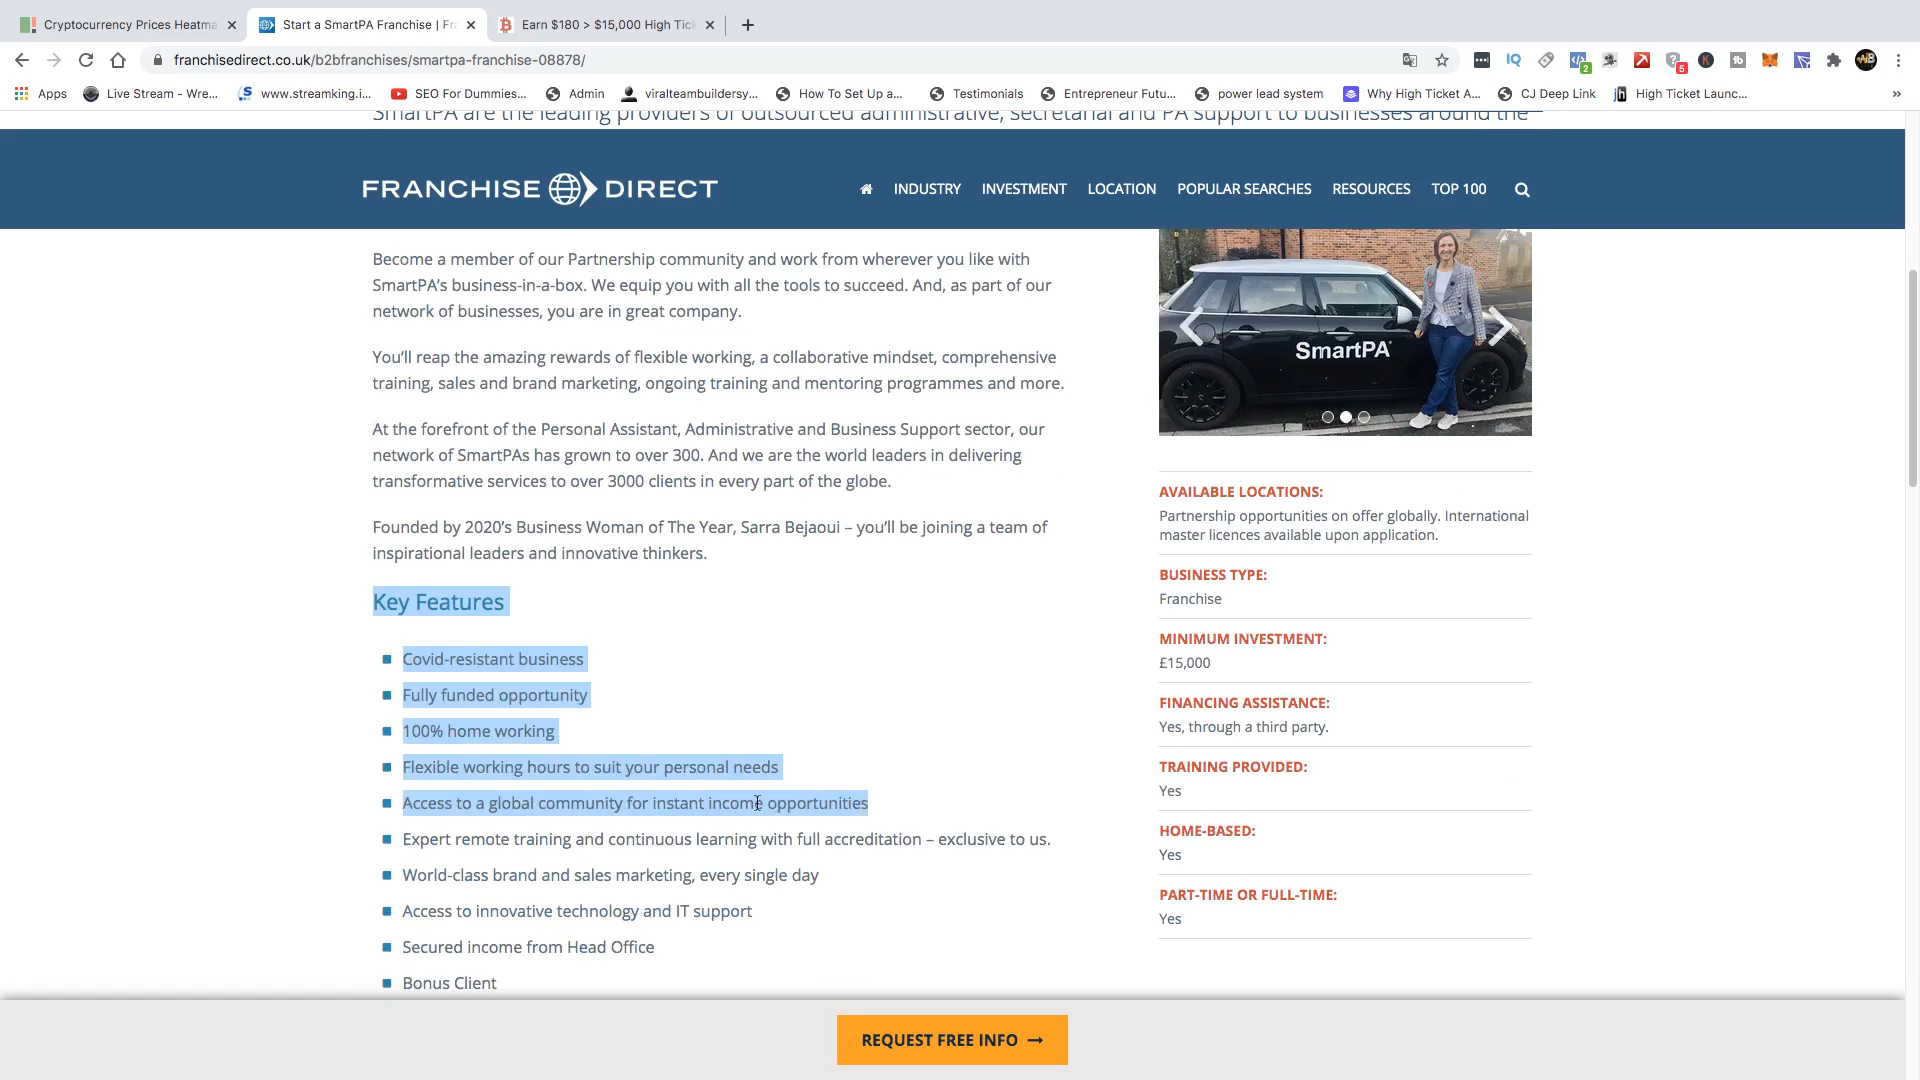 Cryptocurrency Prices Heatma
Start a SmartPA Franchise | Fra
Earn $180 > $15,000 High Tick
franchisedirect.co.uk/b2bfranchises/smartpa-franchise-08878/
Apps
Live Stream - Wre...
www.streamking.i...
SEO For Dummies...
Admin
viralteambuildersy...
How To Set Up a...
Testimonials
Entrepreneur Futu...
power lead system
Why High Ticket A...
CJ Deep Link
High Ticket Launc...
SmartPA are the leading providers of outsourced administrative, secretarial and PA support to businesses around the
FRANCHISE DIRECT
INDUSTRY
INVESTMENT
LOCATION
POPULAR SEARCHES
RESOURCES
TOP 100
Become a member of our Partnership community and work from wherever you like with
SmartPA's business-in-a-box. We equip you with all the tools to succeed. And, as part of our
network of businesses, you are in great company.
You'll reap the amazing rewards of flexible working, a collaborative mindset, comprehensive
training, sales and brand marketing, ongoing training and mentoring programmes and more.
At the forefront of the Personal Assistant, Administrative and Business Support sector, our
network of SmartPAs has grown to over 300. And we are the world leaders in delivering
transformative services to over 3000 clients in every part of the globe.
Founded by 2020's Business Woman of The Year, Sarra Bejaoui – you'll be joining a team of
inspirational leaders and innovative thinkers.
Key Features
Covid-resistant business
Fully funded opportunity
100% home working
Flexible working hours to suit your personal needs
Access to a global community for instant income opportunities
Expert remote training and continuous learning with full accreditation – exclusive to us.
World-class brand and sales marketing, every single day
Access to innovative technology and IT support
Secured income from Head Office
Bonus Client
SmartPA
AVAILABLE LOCATIONS:
Partnership opportunities on offer globally. International
master licences available upon application.
BUSINESS TYPE:
Franchise
MINIMUM INVESTMENT:
£15,000
FINANCING ASSISTANCE:
Yes, through a third party.
TRAINING PROVIDED:
Yes
HOME-BASED:
Yes
PART-TIME OR FULL-TIME:
Yes
REQUEST FREE INFO